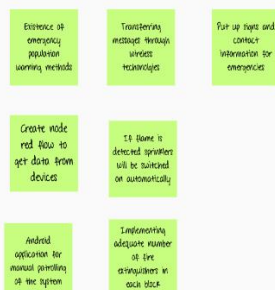 Existence of
emergency
population
warning methods
Transferring
messages through
wireless
technologies
Put up signs and
contact
information for
emergencies
Create node
red flow to
get data from
devices
If flame is
detected sprinklers
will be switched
on automatically
Android
application for
manual patrolling
of the system
Implementing
adequate number
of fire
extinguishers in
each block